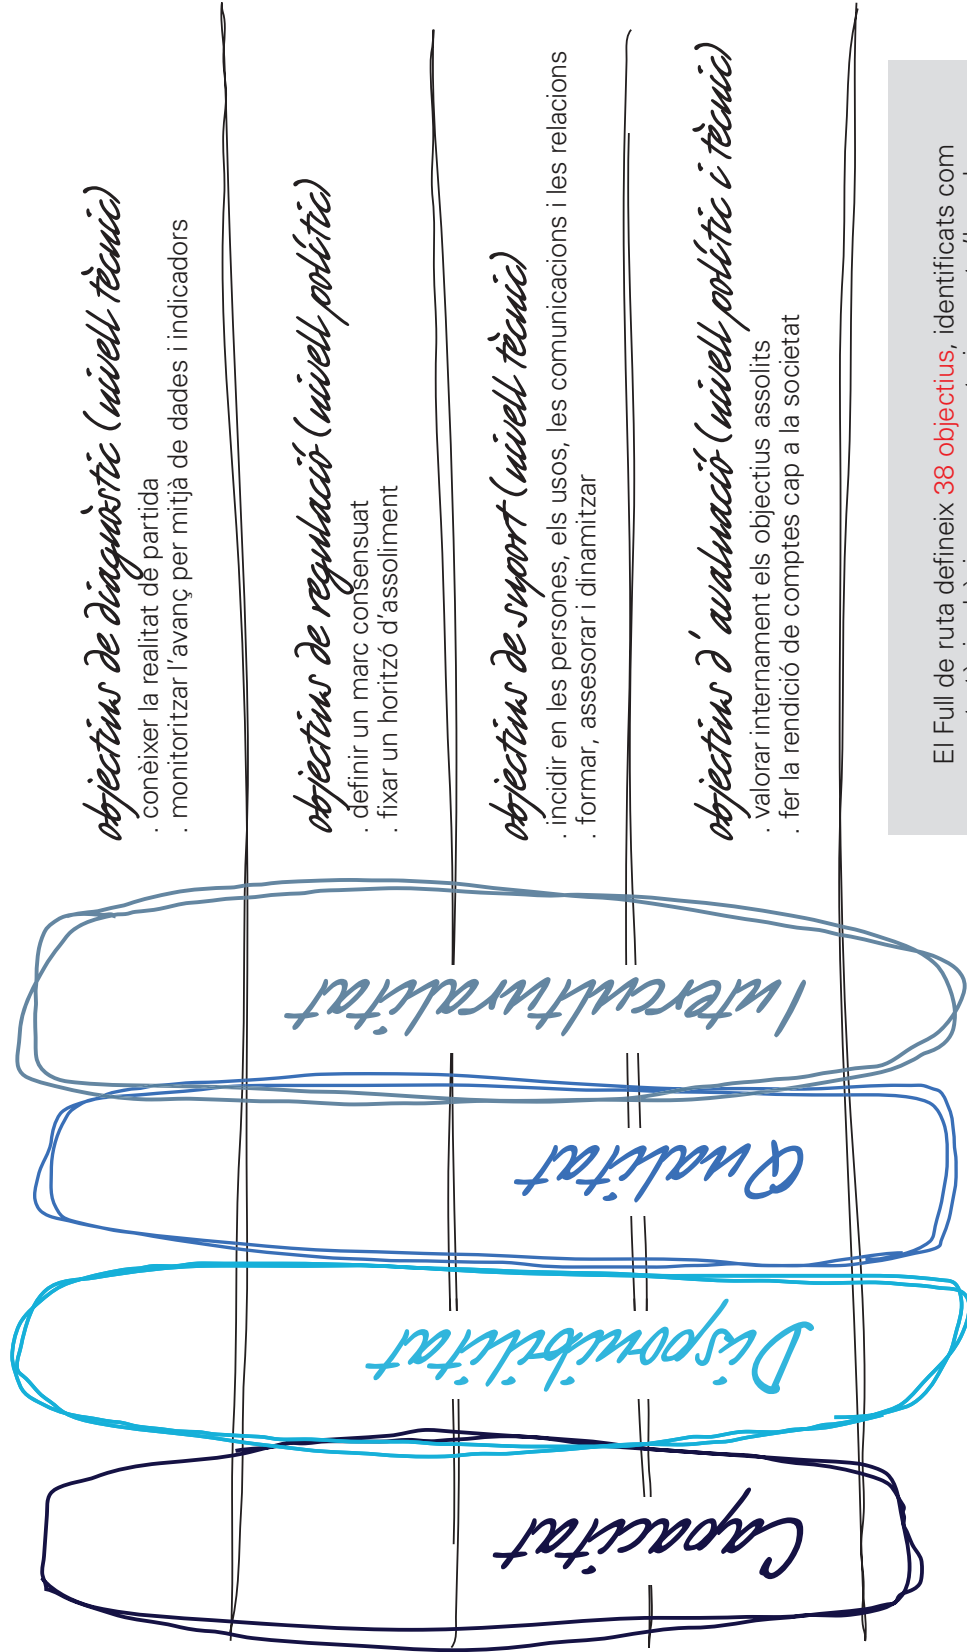 objectius de diagnòstic (nivell tècnic)
. conèixer la realitat de partida
. monitoritzar l'avanç per mitjà de dades i indicadors
objectius de regulació (nivell polític)
. definir un marc consensuat
. fixar un horitzó d'assoliment
objectius de suport (nivell tècnic)
. incidir en les persones, els usos, les comunicacions i les relacions
. formar, assesorar i dinamitzar
objectius d'avaluació (nivell polític i tècnic)
. valorar internament els objectius assolits
. fer la rendició de comptes cap a la societat
El Full de ruta defineix 38 objectius, identificats com
Capacitat
Disponibilitat
Qualitat
Interculturalitat